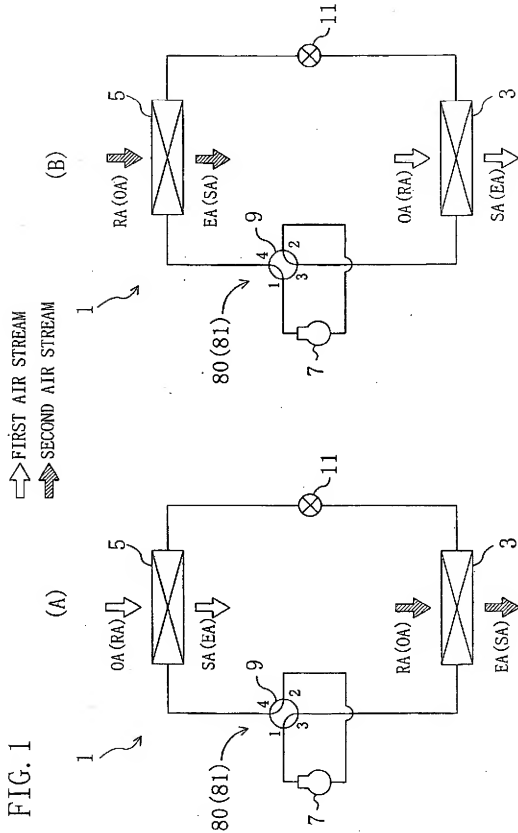 FIG. 1
FIRST AIR STREAM
SECOND AIR STREAM
(A)
1
OA(RA)
5
SA(EA)
80(81)
1
4
2
3
9
7
11
RA(OA)
3
EA(SA)
(B)
1
RA(OA)
5
EA(SA)
80(81)
1
4
2
3
9
7
11
OA(RA)
3
SA(EA)